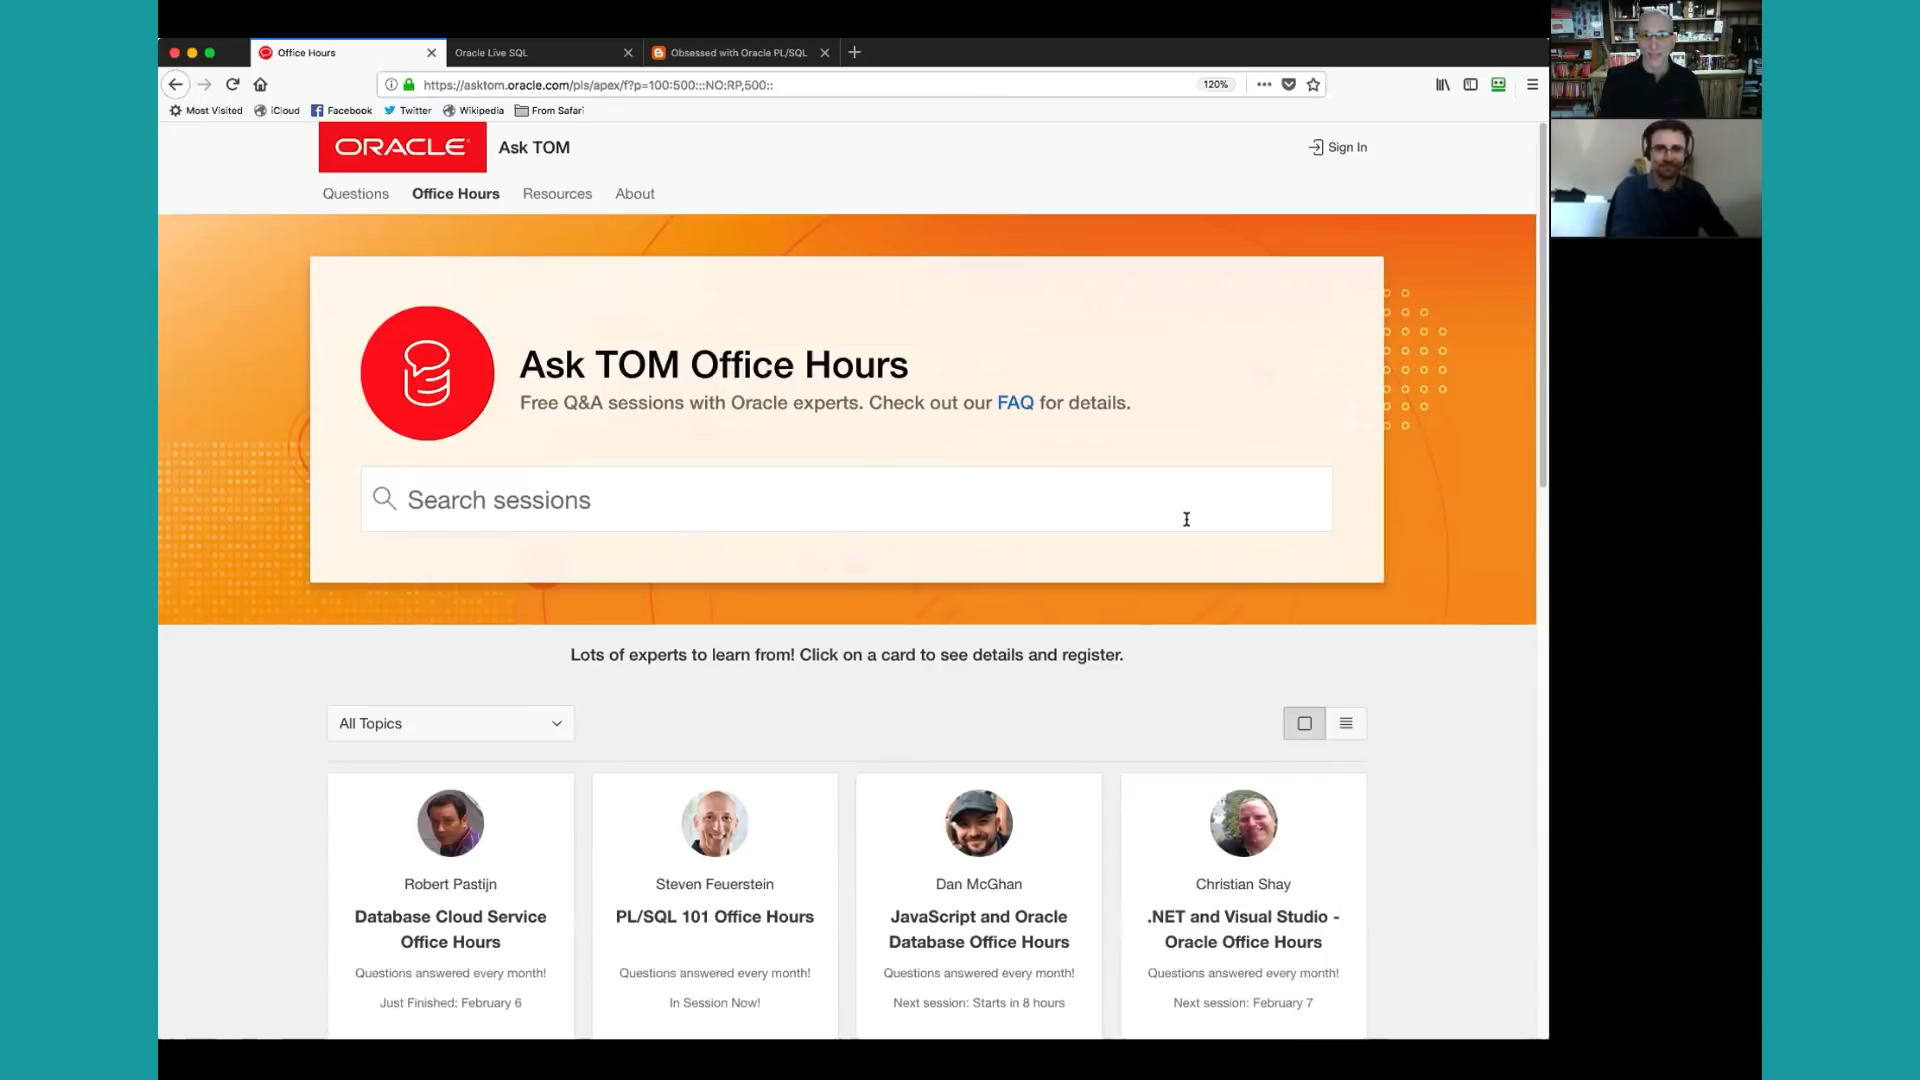 Office Hours
Oracle Live SQL
Obsessed with Oracle PL/SQL
https://asktom.oracle.com/pls/apex/f?p=100:500:::NO:RP,500::
120%
Most Visited
iCloud
Facebook
Twitter
Wikipedia
From Safari
ORACLE
Ask TOM
Sign In
Questions
Office Hours
Resources
About
Ask TOM Office Hours
Free Q&A sessions with Oracle experts. Check out our FAQ for details.
Search sessions
Lots of experts to learn from! Click on a card to see details and register.
All Topics
Robert Pastijn
Database Cloud Service
Office Hours
Questions answered every month!
Just Finished: February 6
Steven Feuerstein
PL/SQL 101 Office Hours
Questions answered every month!
In Session Now!
Dan McGhan
JavaScript and Oracle
Database Office Hours
Questions answered every month!
Next session: Starts in 8 hours
Christian Shay
.NET and Visual Studio -
Oracle Office Hours
Questions answered every month!
Next session: February 7